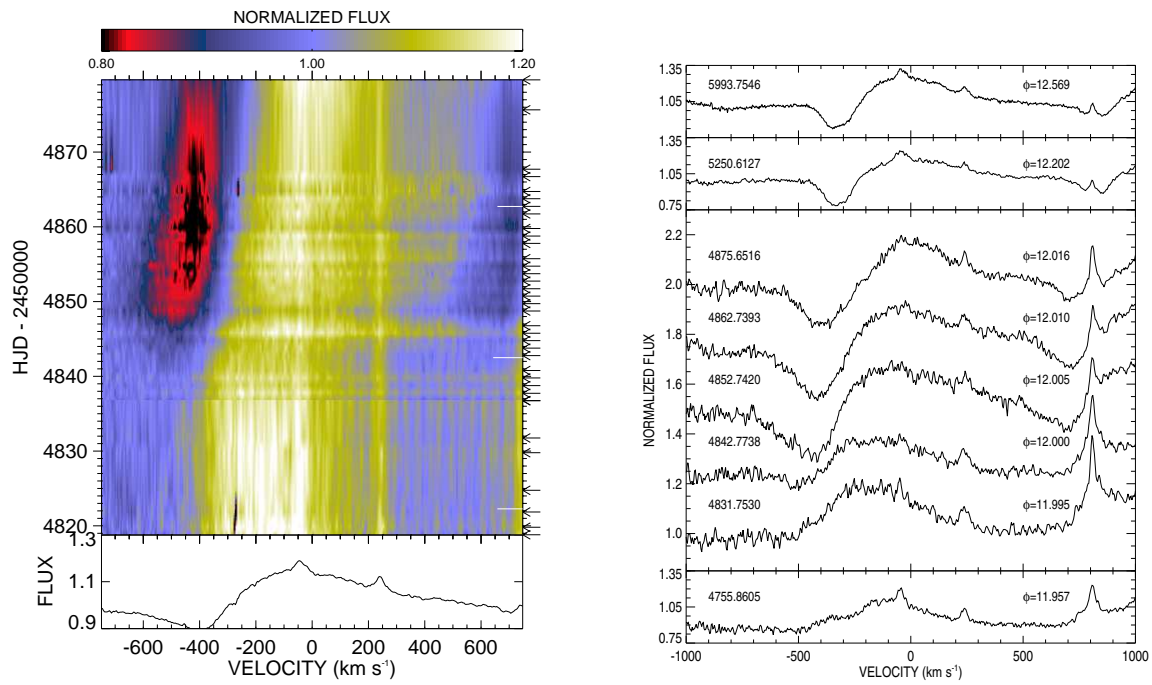 NORMALIZED FLUX
0.80 1.00 1.20
HJD - 2450000
4870
4860
4850
4840
4830
4820
1.3
1.1
0.9
FLUX
-600 -400 -200 0 200 400 600
VELOCITY (km s-1)
1.35
1.05
5993.7546 ϕ=12.569
1.35
1.05
0.75
5250.6127 ϕ=12.202
NORMALIZED FLUX
2.2
2.0
1.8
1.6
1.4
1.2
1.0
4875.6516 ϕ=12.016
4862.7393 ϕ=12.010
4852.7420 ϕ=12.005
4842.7738 ϕ=12.000
4831.7530 ϕ=11.995
1.35
1.05
0.75
4755.8605 ϕ=11.957
-1000 -500 0 500 1000
VELOCITY (km s-1)